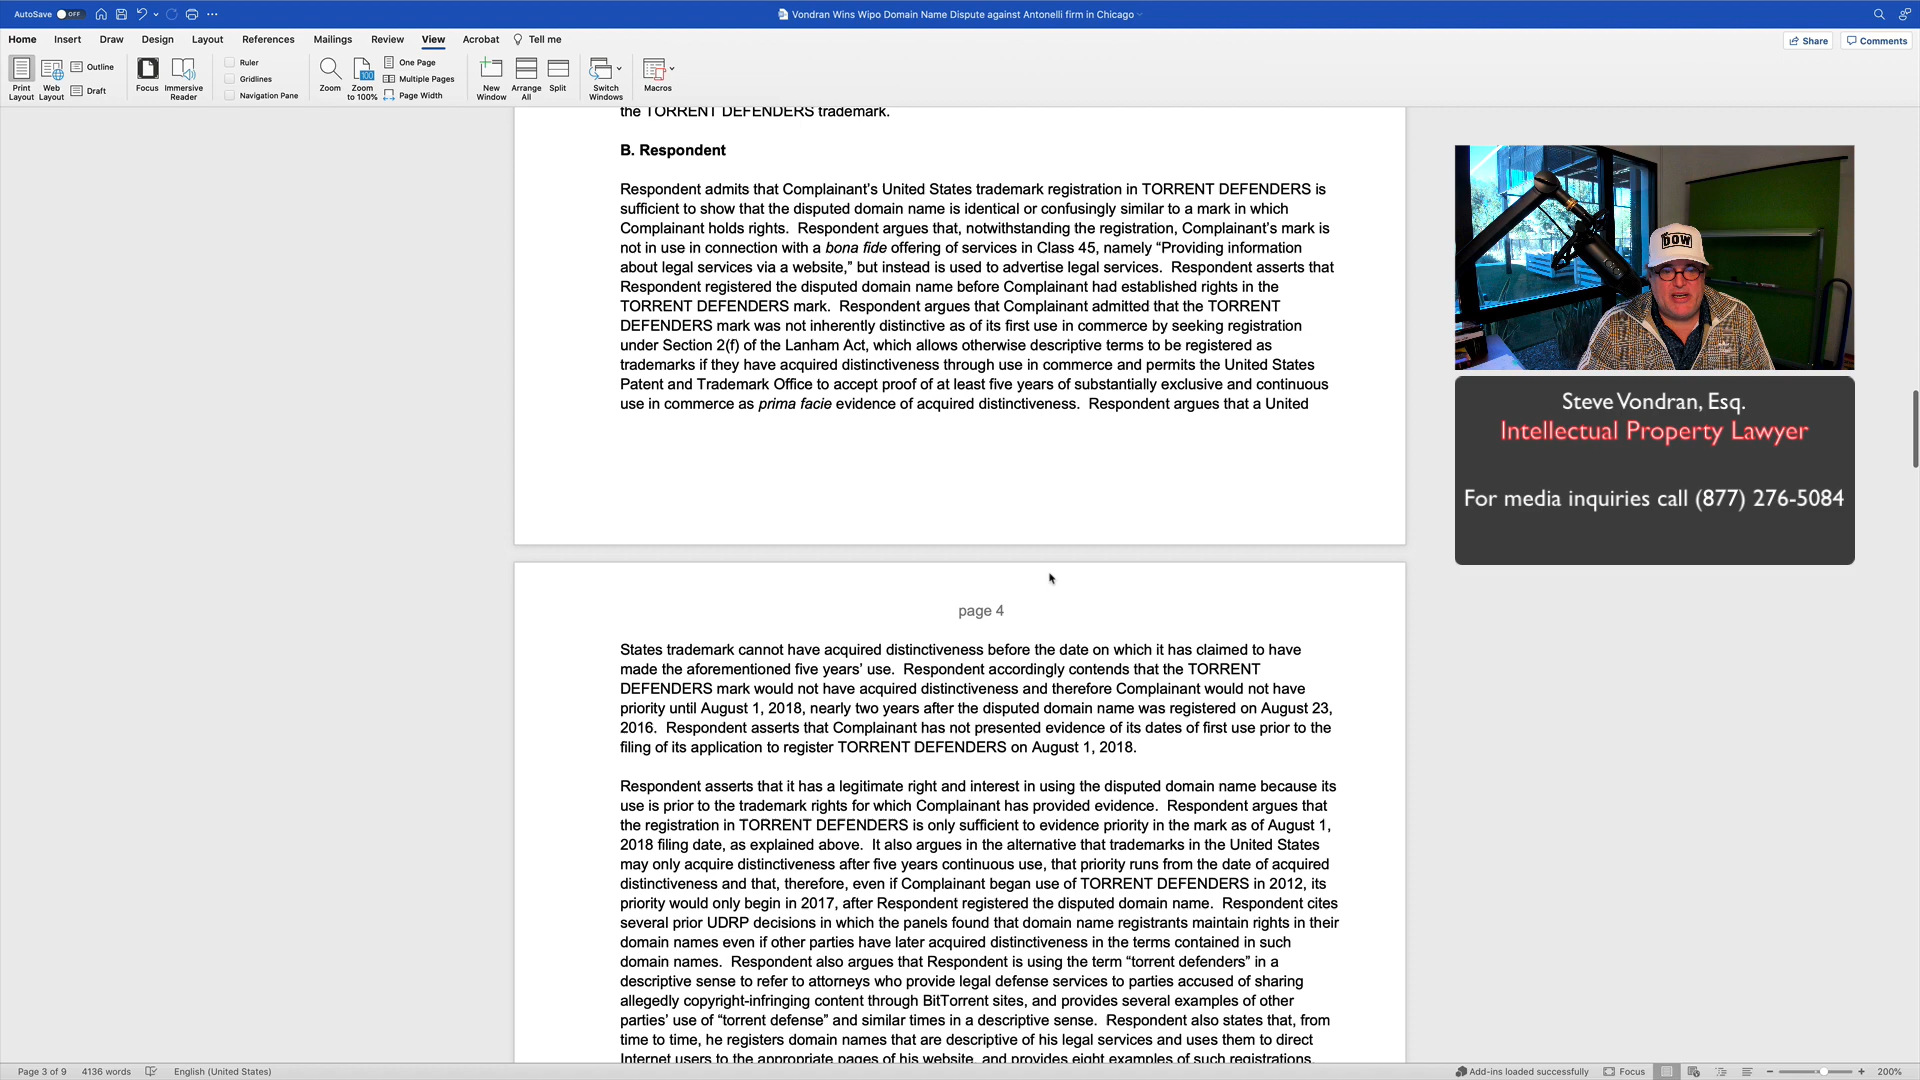 AutoSave OFF
Vondran Wins Wipo Domain Name Dispute against Antonelli firm in Chicago
Home Insert Draw Design Layout References Mailings Review View Acrobat Tell me
Share Comments
Print Layout
Web Layout
Outline
Draft
Focus
Immersive Reader
Ruler
Gridlines
Navigation Pane
Zoom
100
Zoom to 100%
One Page
Multiple Pages
Page Width
New Window
Arrange All
Split
Switch Windows
Macros
the TORRENT DEFENDERS trademark.
B. Respondent
Respondent admits that Complainant's United States trademark registration in TORRENT DEFENDERS is
sufficient to show that the disputed domain name is identical or confusingly similar to a mark in which
Complainant holds rights. Respondent argues that, notwithstanding the registration, Complainant's mark is
not in use in connection with a bona fide offering of services in Class 45, namely “Providing information
about legal services via a website,” but instead is used to advertise legal services. Respondent asserts that
Respondent registered the disputed domain name before Complainant had established rights in the
TORRENT DEFENDERS mark. Respondent argues that Complainant admitted that the TORRENT
DEFENDERS mark was not inherently distinctive as of its first use in commerce by seeking registration
under Section 2(f) of the Lanham Act, which allows otherwise descriptive terms to be registered as
trademarks if they have acquired distinctiveness through use in commerce and permits the United States
Patent and Trademark Office to accept proof of at least five years of substantially exclusive and continuous
use in commerce as prima facie evidence of acquired distinctiveness. Respondent argues that a United
page 4
States trademark cannot have acquired distinctiveness before the date on which it has claimed to have
made the aforementioned five years' use. Respondent accordingly contends that the TORRENT
DEFENDERS mark would not have acquired distinctiveness and therefore Complainant would not have
priority until August 1, 2018, nearly two years after the disputed domain name was registered on August 23,
2016. Respondent asserts that Complainant has not presented evidence of its dates of first use prior to the
filing of its application to register TORRENT DEFENDERS on August 1, 2018.
Respondent asserts that it has a legitimate right and interest in using the disputed domain name because its
use is prior to the trademark rights for which Complainant has provided evidence. Respondent argues that
the registration in TORRENT DEFENDERS is only sufficient to evidence priority in the mark as of August 1,
2018 filing date, as explained above. It also argues in the alternative that trademarks in the United States
may only acquire distinctiveness after five years continuous use, that priority runs from the date of acquired
distinctiveness and that, therefore, even if Complainant began use of TORRENT DEFENDERS in 2012, its
priority would only begin in 2017, after Respondent registered the disputed domain name. Respondent cites
several prior UDRP decisions in which the panels found that domain name registrants maintain rights in their
domain names even if other parties have later acquired distinctiveness in the terms contained in such
domain names. Respondent also argues that Respondent is using the term “torrent defenders” in a
descriptive sense to refer to attorneys who provide legal defense services to parties accused of sharing
allegedly copyright-infringing content through BitTorrent sites, and provides several examples of other
parties' use of “torrent defense” and similar times in a descriptive sense. Respondent also states that, from
time to time, he registers domain names that are descriptive of his legal services and uses them to direct
Internet users to the appropriate pages of his website, and provides eight examples of such registrations.
DOW
Steve Vondran, Esq.
Intellectual Property Lawyer
For media inquiries call (877) 276-5084
Page 3 of 9 4136 words English (United States) Add-ins loaded successfully Focus 200%